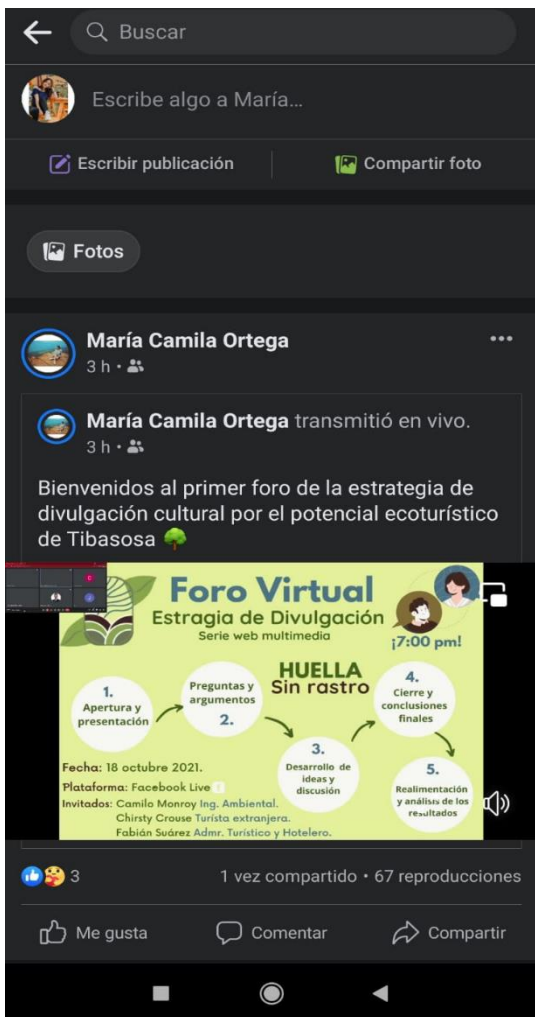 Buscar
Escribe algo a María...
Escribir publicación
Compartir foto
Fotos
María Camila Ortega
3 h
María Camila Ortega transmitió en vivo.
3 h
Bienvenidos al primer foro de la estrategia de
divulgación cultural por el potencial ecoturístico
de Tibasosa
Foro Virtual
Estragia de Divulgación
Serie web multimedia
¡7:00 pm!
HUELLA
Sin rastro
1.
Apertura y
presentación
Preguntas y
argumentos
2.
3.
Desarrollo de
ideas y
discusión
4.
Cierre y
conclusiones
finales
5.
Realimentación
y análisis de los
resultados
Fecha: 18 octubre 2021.
Plataforma: Facebook Live
Invitados: Camilo Monroy Ing. Ambiental.
Chirsty Crouse Turísta extranjera.
Fabián Suárez Admr. Turístico y Hotelero.
3
1 vez compartido • 67 reproducciones
Me gusta
Comentar
Compartir